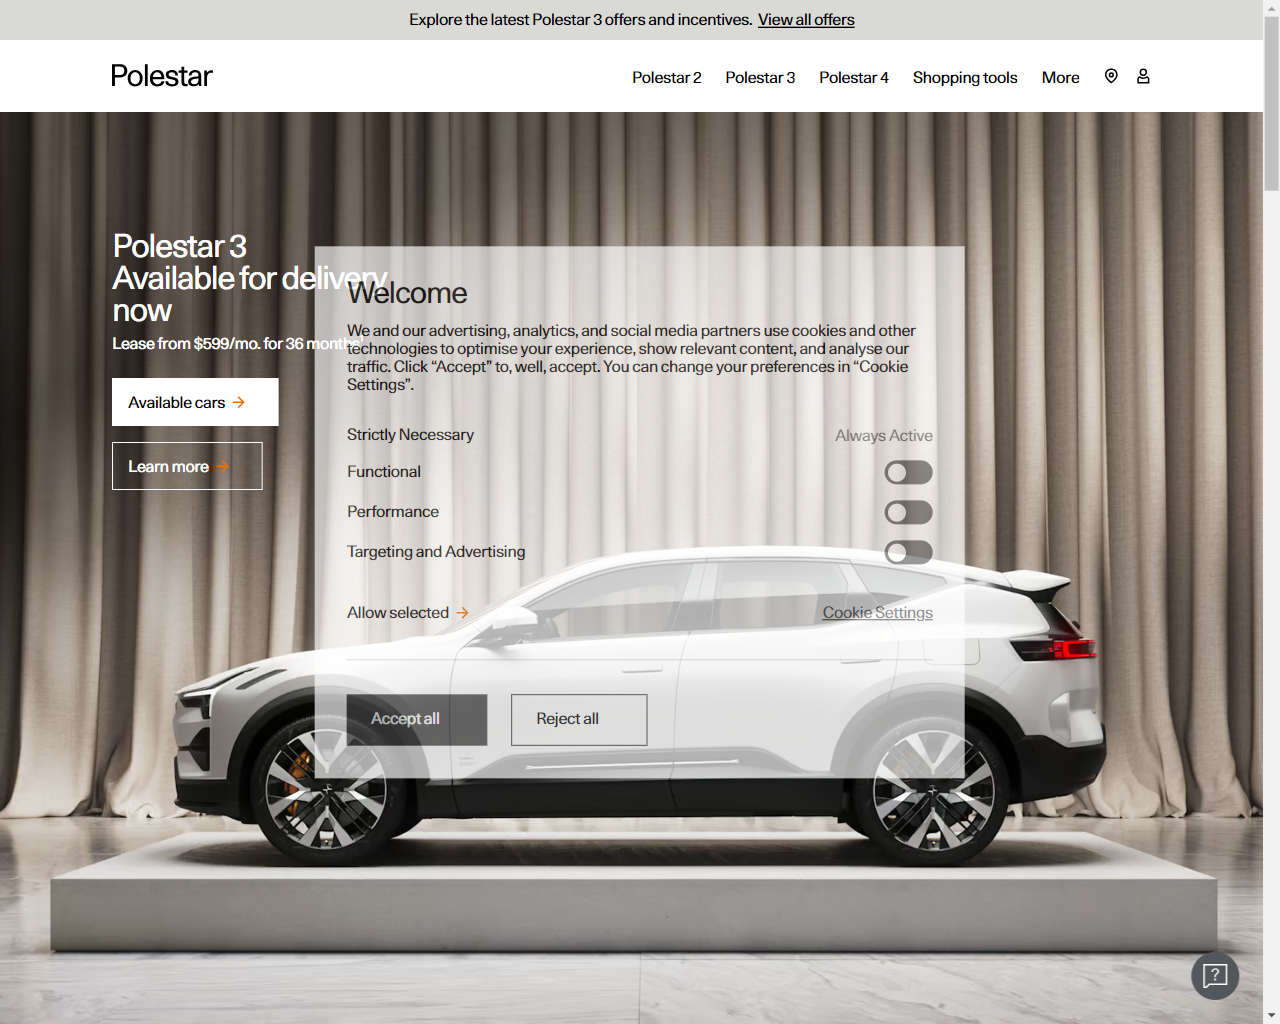 Explore the latest Polestar 3 offers and incentives. View all offers
Polestar
Polestar 2 Polestar 3 Polestar 4 Shopping tools More
Polestar 3
Available for delivery
now
Lease from $599/mo. for 36 months¹
Available cars →
Learn more →
Welcome
We and our advertising, analytics, and social media partners use cookies and other
technologies to optimise your experience, show relevant content, and analyse our
traffic. Click “Accept” to, well, accept. You can change your preferences in “Cookie
Settings”.
Strictly Necessary Always Active
Functional
Performance
Targeting and Advertising
Allow selected → Cookie Settings
Accept all Reject all